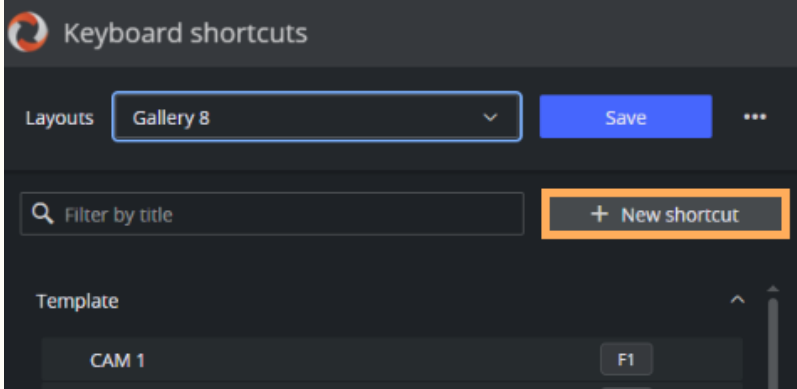 Keyboard shortcuts
Layouts Gallery 8 Save •••
Filter by title + New shortcut
Template
CAM 1 F1